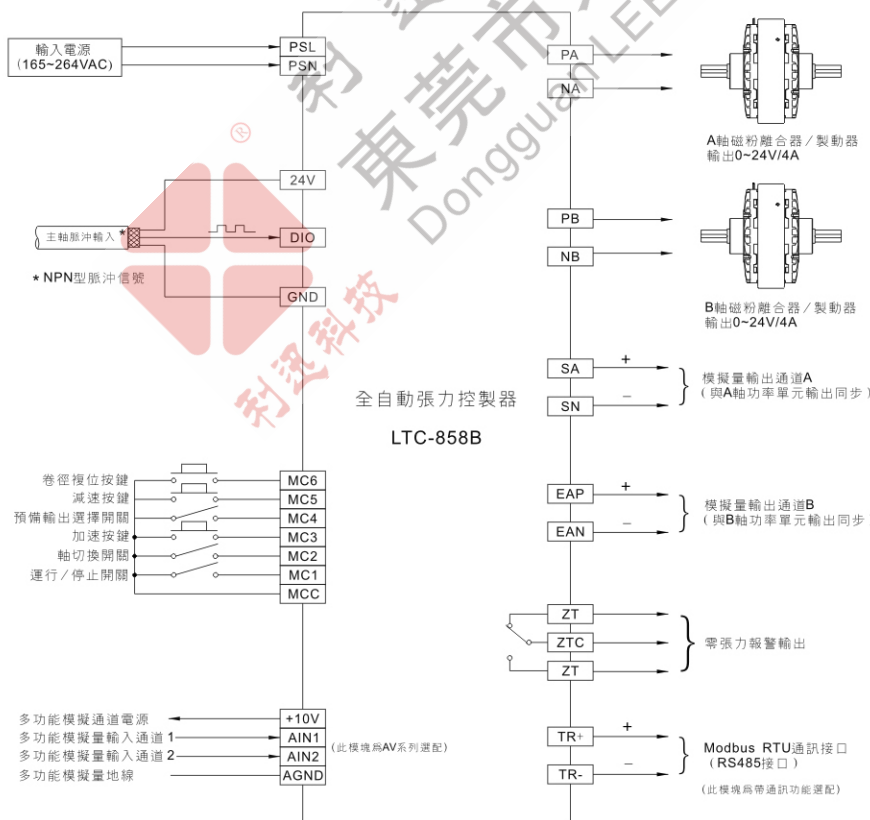 輸入電源
(165~264VAC)
PSL
PSN
24V
主軸脈沖輸入 *
DIO
* NPN型脈沖信號
GND
PA
NA
A軸磁粉離合器/製動器
輸出0~24V/4A
PB
NB
B軸磁粉離合器/製動器
輸出0~24V/4A
全自動張力控製器
LTC-858B
SA
+
SN
−
模擬量輸出通道A
(與A軸功率單元輸出同步)
EAP
+
EAN
−
模擬量輸出通道B
(與B軸功率單元輸出同步)
卷徑複位按鍵
MC6
減速按鍵
MC5
預備輸出選擇開關
MC4
加速按鍵
MC3
軸切換開關
MC2
運行/停止開關
MC1
MCC
ZT
ZTC
ZT
零張力報警輸出
多功能模擬通道電源
+10V
多功能模擬量輸入通道1
AIN1
多功能模擬量輸入通道2
AIN2
多功能模擬量地線
AGND
(此模塊爲AV系列選配)
TR+
+
TR-
−
Modbus RTU通訊接口
(RS485接口)
(此模塊爲帶通訊功能選配)
®
利迅科技
東莞市
Dongguan LEE